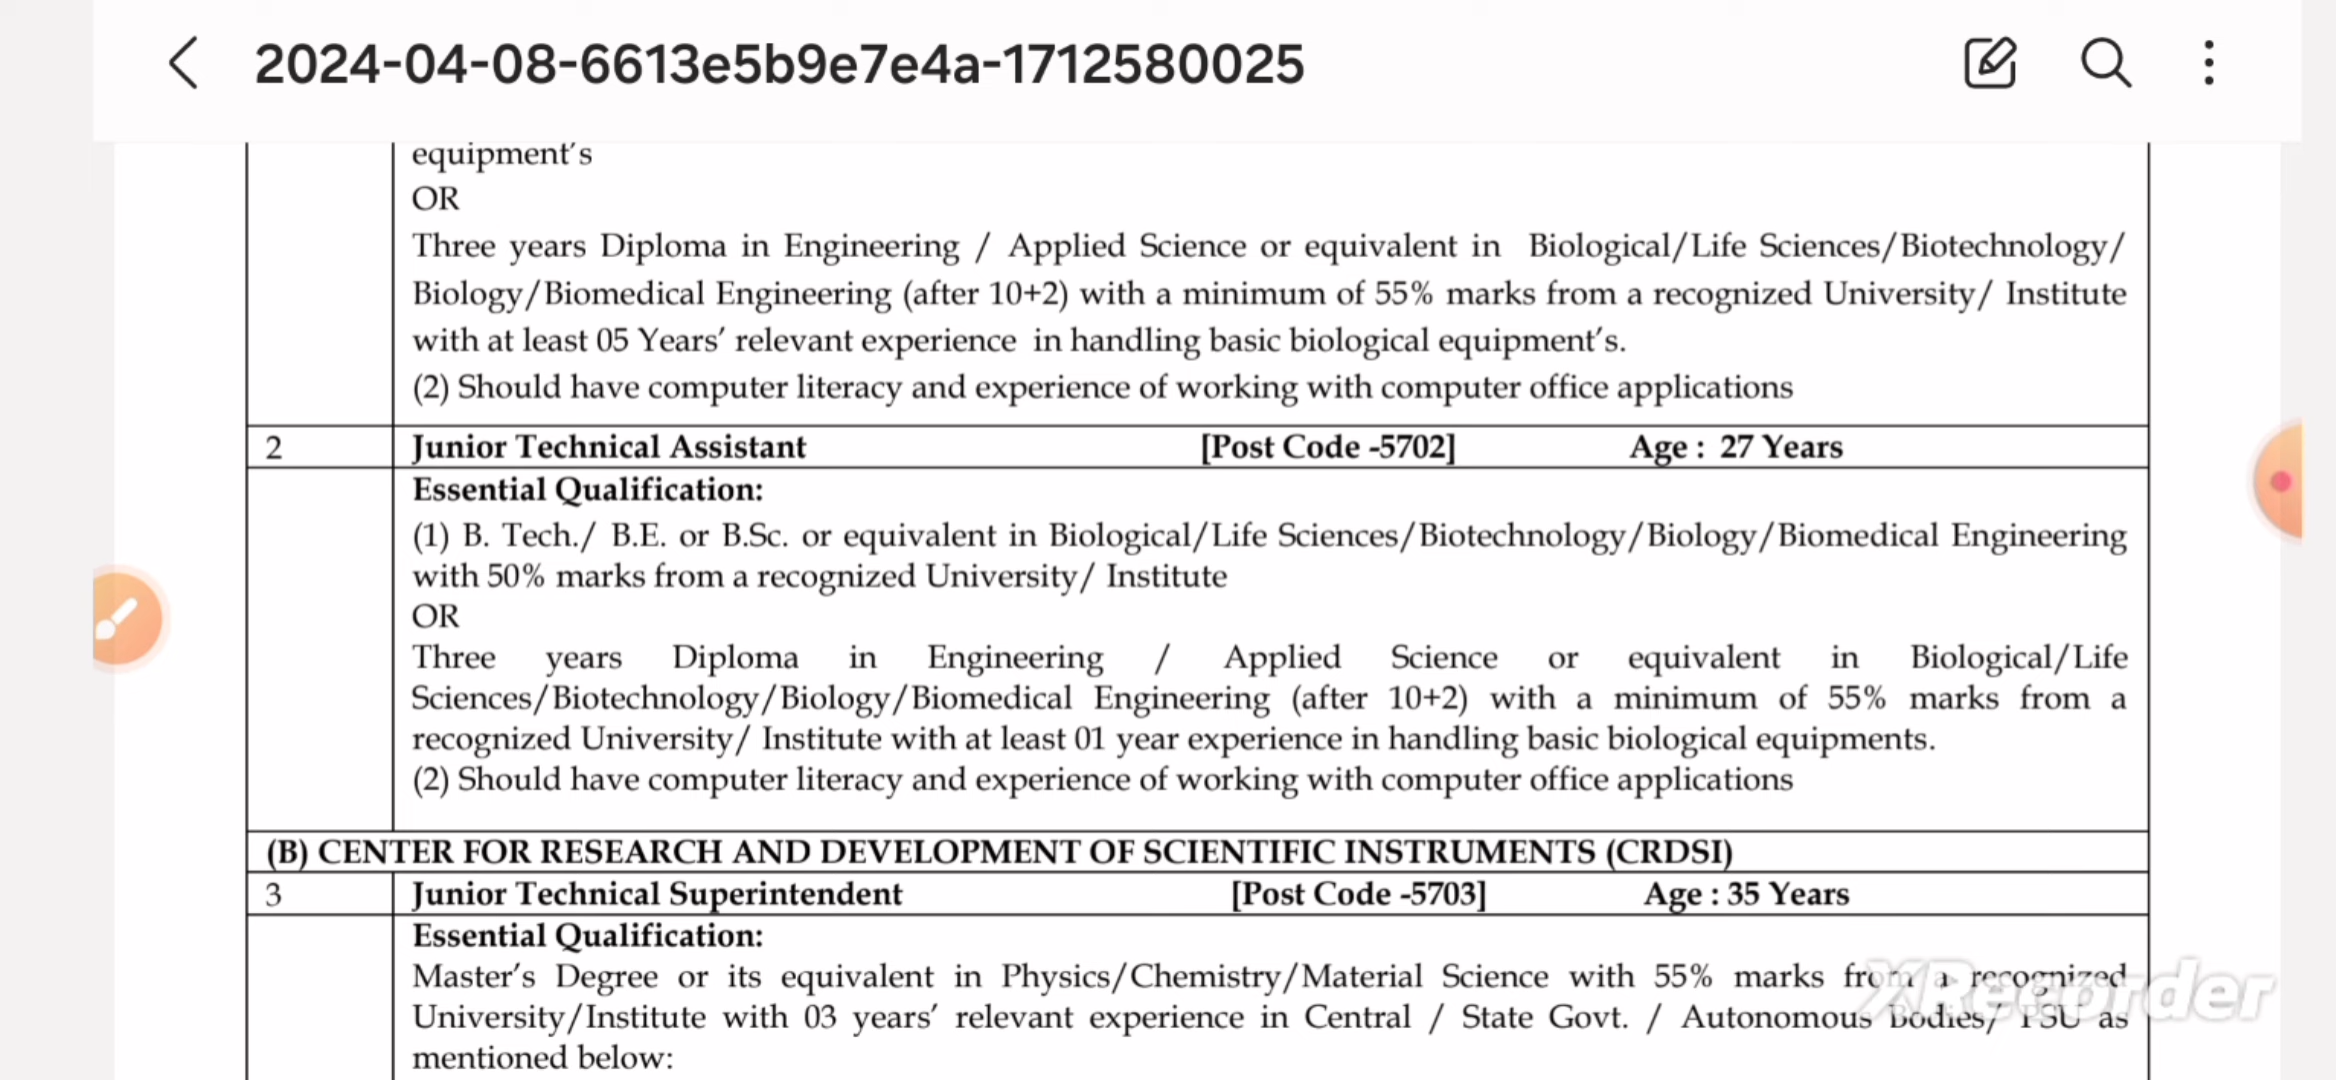 2024-04-08-6613e5b9e7e4a-1712580025
equipment's
OR
Three years Diploma in Engineering / Applied Science or equivalent in Biological/Life Sciences/Biotechnology/
Biology/Biomedical Engineering (after 10+2) with a minimum of 55% marks from a recognized University/ Institute
with at least 05 Years' relevant experience in handling basic biological equipment's.
(2) Should have computer literacy and experience of working with computer office applications
2 Junior Technical Assistant [Post Code -5702] Age : 27 Years
Essential Qualification:
(1) B. Tech./ B.E. or B.Sc. or equivalent in Biological/Life Sciences/Biotechnology/Biology/Biomedical Engineering
with 50% marks from a recognized University/ Institute
OR
Three years Diploma in Engineering / Applied Science or equivalent in Biological/Life
Sciences/Biotechnology/Biology/Biomedical Engineering (after 10+2) with a minimum of 55% marks from a
recognized University/ Institute with at least 01 year experience in handling basic biological equipments.
(2) Should have computer literacy and experience of working with computer office applications
(B) CENTER FOR RESEARCH AND DEVELOPMENT OF SCIENTIFIC INSTRUMENTS (CRDSI)
3 Junior Technical Superintendent [Post Code -5703] Age : 35 Years
Essential Qualification:
Master's Degree or its equivalent in Physics/Chemistry/Material Science with 55% marks from a recognized
University/Institute with 03 years' relevant experience in Central / State Govt. / Autonomous Bodies/ PSU as
mentioned below:
XRecorder